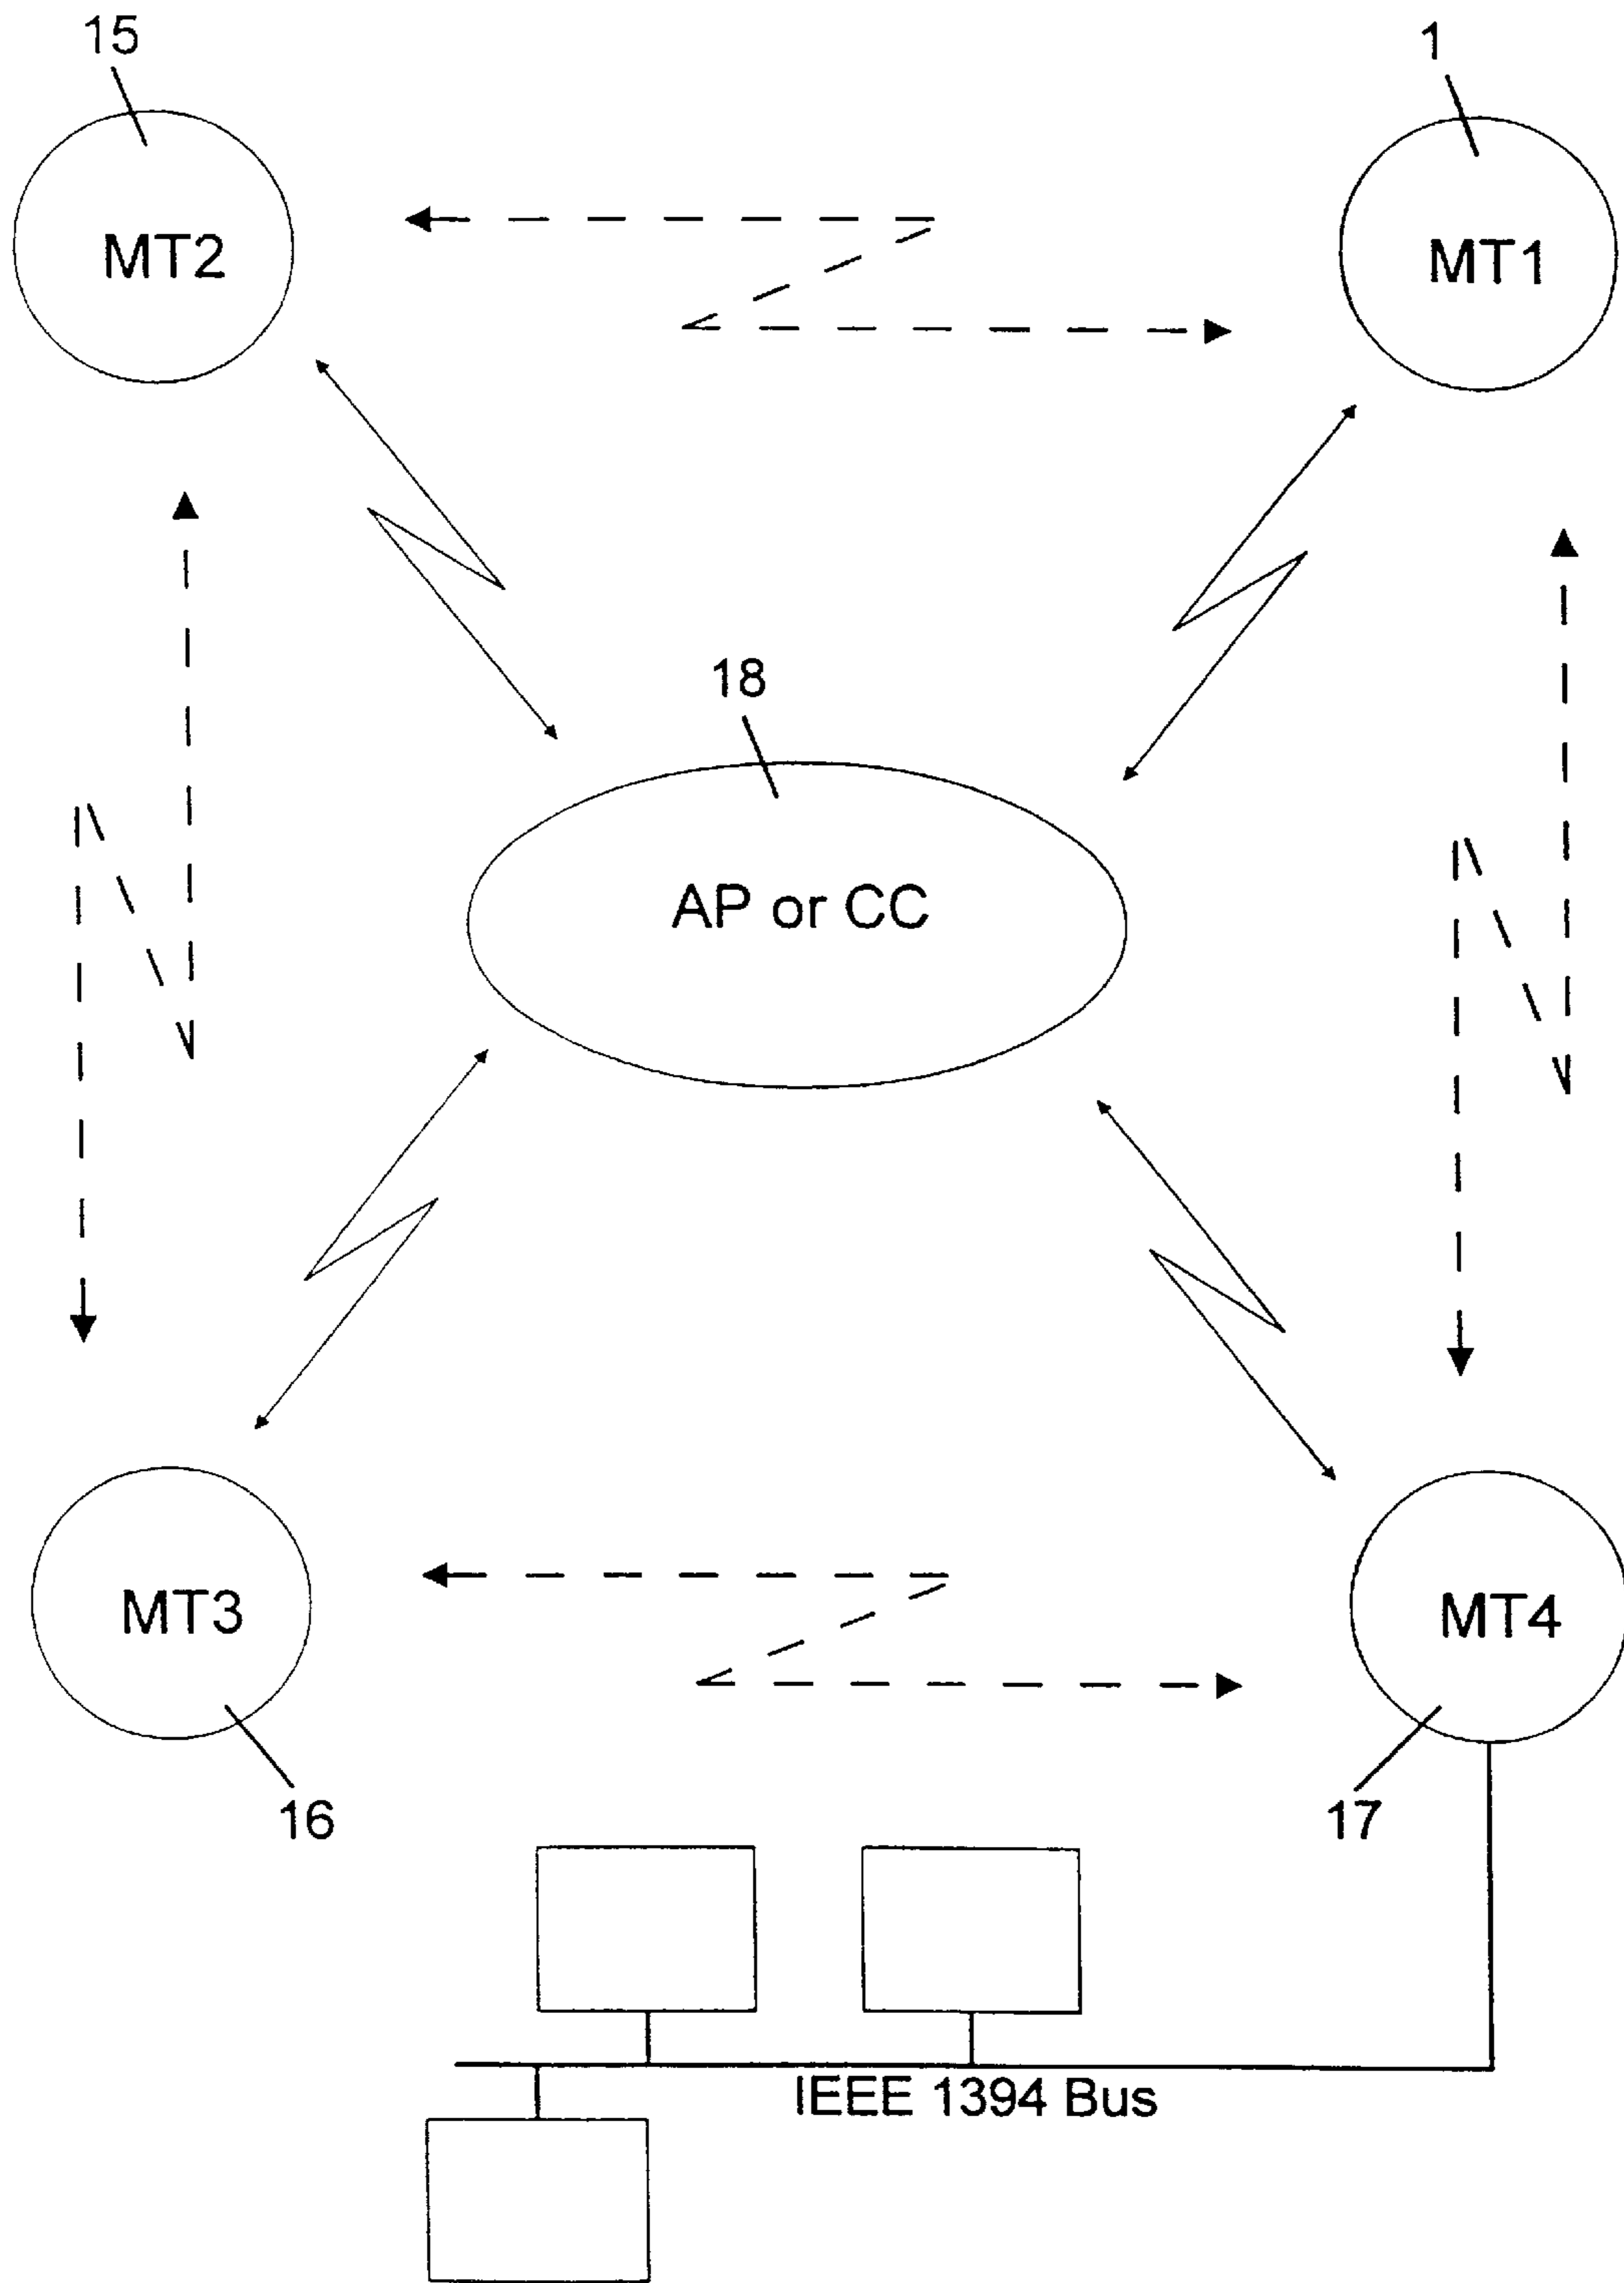 15
1
MT2
MT1
18
AP or CC
MT3
MT4
16
17
IEEE 1394 Bus